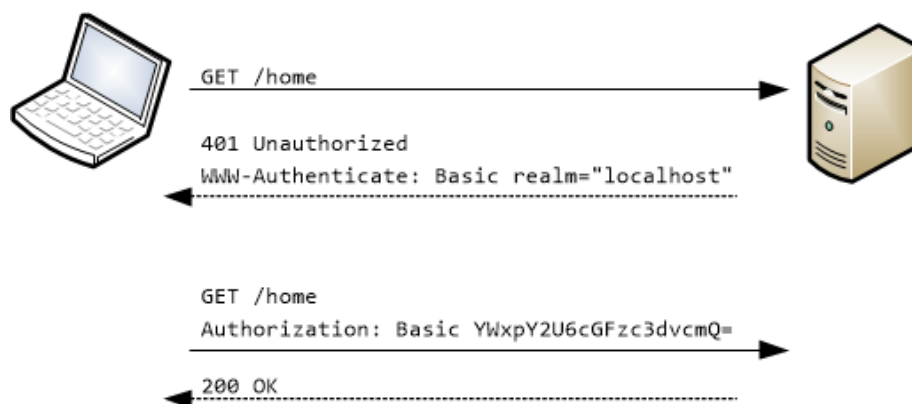 GET /home
401 Unauthorized
WWW-Authenticate: Basic realm="localhost"
GET /home
Authorization: Basic YWxpY2U6cGFzc3dvcmQ=
200 OK